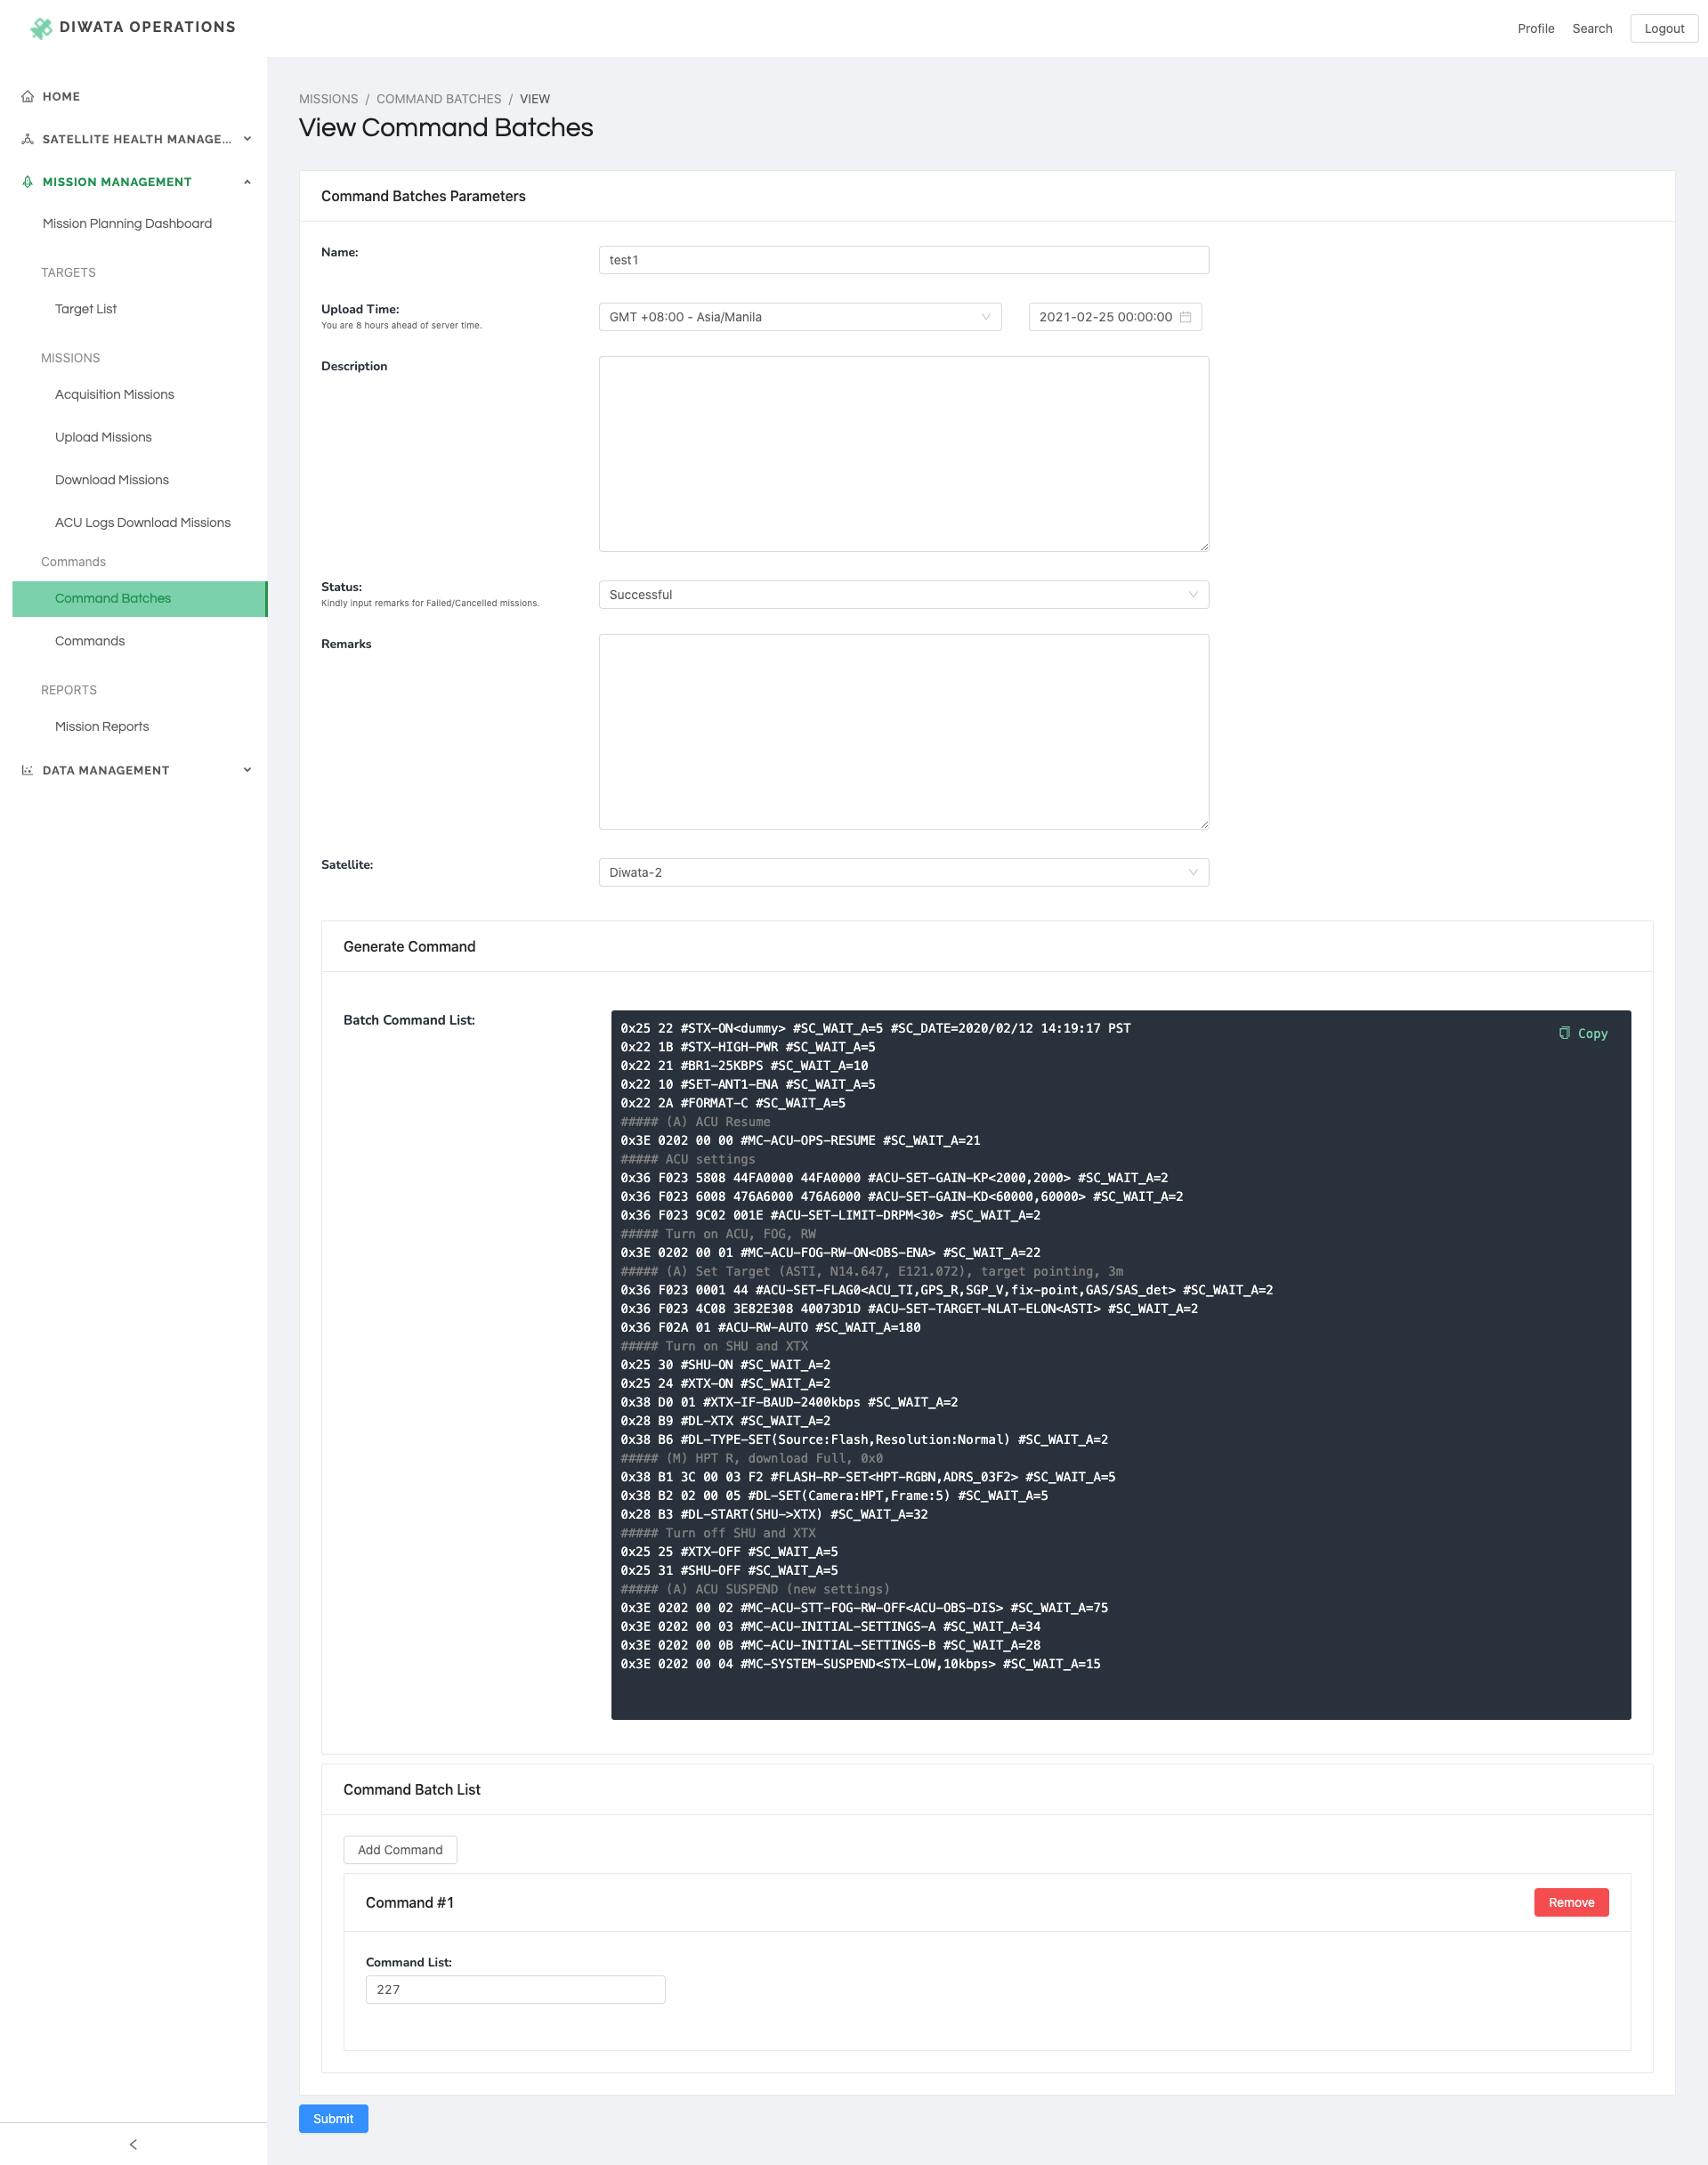 DIWATA OPERATIONS
Profile Search Logout
HOME
SATELLITE HEALTH MANAGE...
MISSION MANAGEMENT
Mission Planning Dashboard
TARGETS
Target List
MISSIONS
Acquisition Missions
Upload Missions
Download Missions
ACU Logs Download Missions
Commands
Command Batches
Commands
REPORTS
Mission Reports
DATA MANAGEMENT
MISSIONS / COMMAND BATCHES / VIEW
View Command Batches
Command Batches Parameters
Name:
test1
Upload Time:
You are 8 hours ahead of server time.
GMT +08:00 - Asia/Manila
2021-02-25 00:00:00
Description
Status:
Kindly input remarks for Failed/Cancelled missions.
Successful
Remarks
Satellite:
Diwata-2
Generate Command
Batch Command List:
Copy
0x25 22 #STX-ON<dummy> #SC_WAIT_A=5 #SC_DATE=2020/02/12 14:19:17 PST
0x22 1B #STX-HIGH-PWR #SC_WAIT_A=5
0x22 21 #BR1-25KBPS #SC_WAIT_A=10
0x22 10 #SET-ANT1-ENA #SC_WAIT_A=5
0x22 2A #FORMAT-C #SC_WAIT_A=5
##### (A) ACU Resume
0x3E 0202 00 00 #MC-ACU-OPS-RESUME #SC_WAIT_A=21
##### ACU settings
0x36 F023 5808 44FA0000 44FA0000 #ACU-SET-GAIN-KP<2000,2000> #SC_WAIT_A=2
0x36 F023 6008 476A6000 476A6000 #ACU-SET-GAIN-KD<60000,60000> #SC_WAIT_A=2
0x36 F023 9C02 001E #ACU-SET-LIMIT-DRPM<30> #SC_WAIT_A=2
##### Turn on ACU, FOG, RW
0x3E 0202 00 01 #MC-ACU-FOG-RW-ON<OBS-ENA> #SC_WAIT_A=22
##### (A) Set Target (ASTI, N14.647, E121.072), target pointing, 3m
0x36 F023 0001 44 #ACU-SET-FLAG0<ACU_TI,GPS_R,SGP_V,fix-point,GAS/SAS_det> #SC_WAIT_A=2
0x36 F023 4C08 3E82E308 40073D1D #ACU-SET-TARGET-NLAT-ELON<ASTI> #SC_WAIT_A=2
0x36 F02A 01 #ACU-RW-AUTO #SC_WAIT_A=180
##### Turn on SHU and XTX
0x25 30 #SHU-ON #SC_WAIT_A=2
0x25 24 #XTX-ON #SC_WAIT_A=2
0x38 D0 01 #XTX-IF-BAUD-2400kbps #SC_WAIT_A=2
0x28 B9 #DL-XTX #SC_WAIT_A=2
0x38 B6 #DL-TYPE-SET(Source:Flash,Resolution:Normal) #SC_WAIT_A=2
##### (M) HPT R, download Full, 0x0
0x38 B1 3C 00 03 F2 #FLASH-RP-SET<HPT-RGBN,ADRS_03F2> #SC_WAIT_A=5
0x38 B2 02 00 05 #DL-SET(Camera:HPT,Frame:5) #SC_WAIT_A=5
0x28 B3 #DL-START(SHU->XTX) #SC_WAIT_A=32
##### Turn off SHU and XTX
0x25 25 #XTX-OFF #SC_WAIT_A=5
0x25 31 #SHU-OFF #SC_WAIT_A=5
##### (A) ACU SUSPEND (new settings)
0x3E 0202 00 02 #MC-ACU-STT-FOG-RW-OFF<ACU-OBS-DIS> #SC_WAIT_A=75
0x3E 0202 00 03 #MC-ACU-INITIAL-SETTINGS-A #SC_WAIT_A=34
0x3E 0202 00 0B #MC-ACU-INITIAL-SETTINGS-B #SC_WAIT_A=28
0x3E 0202 00 04 #MC-SYSTEM-SUSPEND<STX-LOW,10kbps> #SC_WAIT_A=15
Command Batch List
Add Command
Command #1
Remove
Command List:
227
Submit